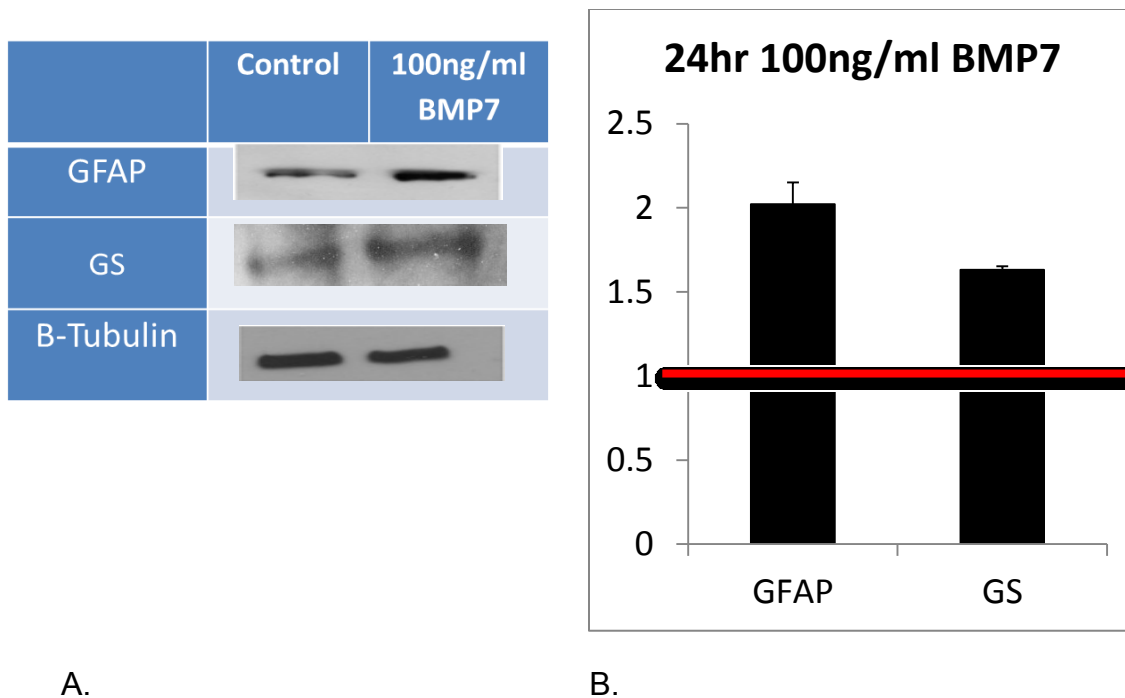 Control 100ng/ml
BMP7
GFAP
GS
B-Tubulin
A.
24hr 100ng/ml BMP7
2.5
2
1.5
1
0.5
0
GFAP GS
B.